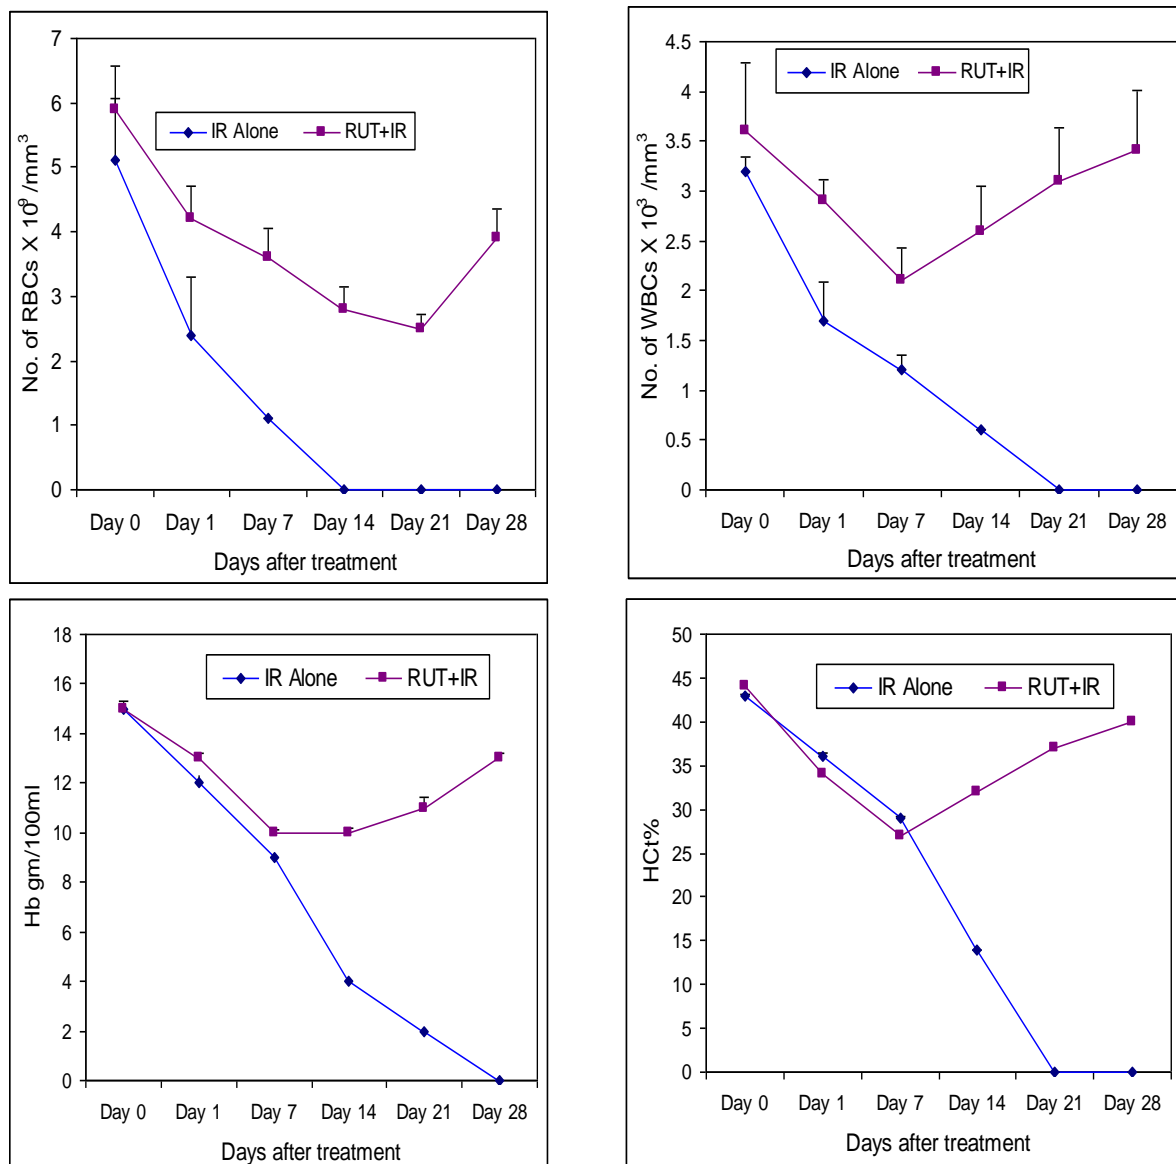 7
6
5
4
3
2
1
0
No. of RBCs X 10⁹ /mm³
IR Alone RUT+IR
Day 0 Day 1 Day 7 Day 14 Day 21 Day 28
Days after treatment
4.5
4
3.5
3
2.5
2
1.5
1
0.5
0
No. of WBCs X 10³ /mm³
IR Alone RUT+IR
Day 0 Day 1 Day 7 Day 14 Day 21 Day 28
Days after treatment
18
16
14
12
10
8
6
4
2
0
Hb gm/100ml
IR Alone RUT+IR
Day 0 Day 1 Day 7 Day 14 Day 21 Day 28
Days after treatment
50
45
40
35
30
25
20
15
10
5
0
HCt%
IR Alone RUT+IR
Day 0 Day 1 Day 7 Day 14 Day 21 Day 28
Days after treatment